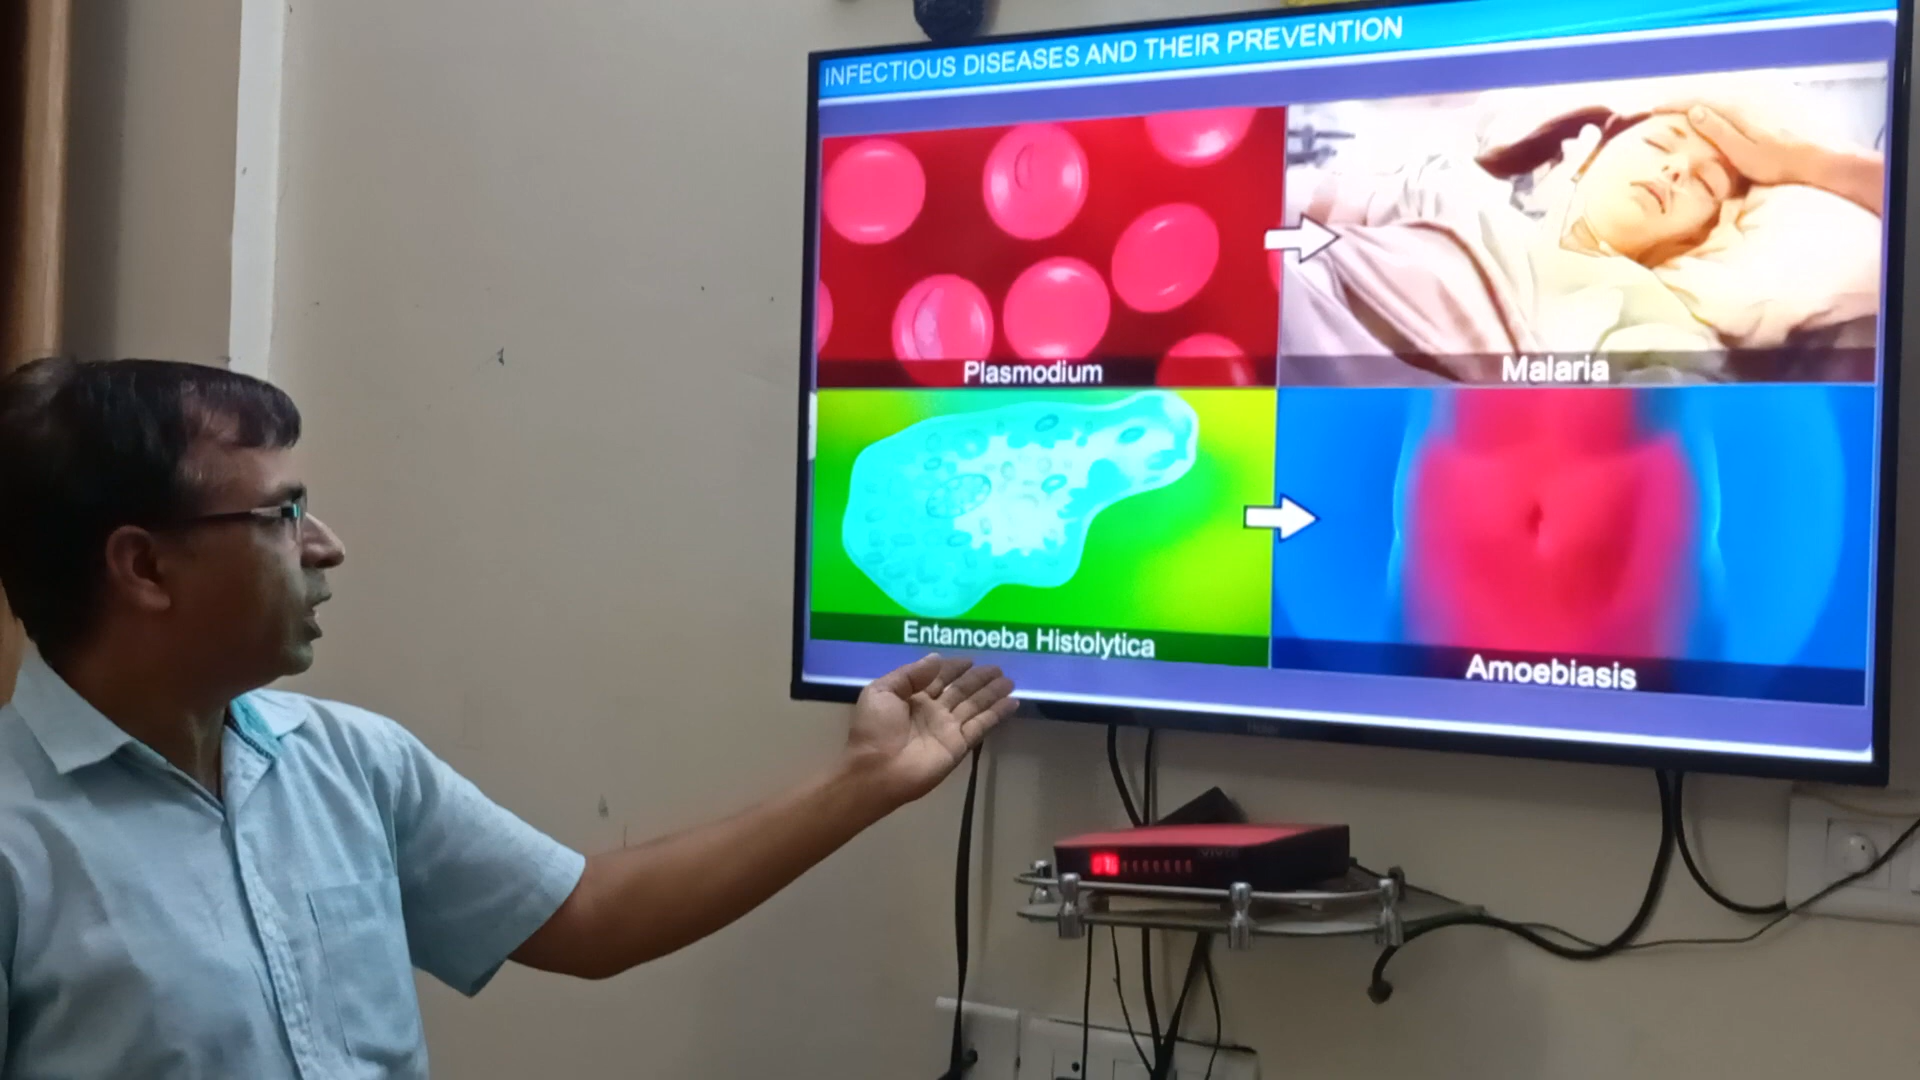 INFECTIOUS DISEASES AND THEIR PREVENTION
Plasmodium
Malaria
Entamoeba Histolytica
Amoebiasis